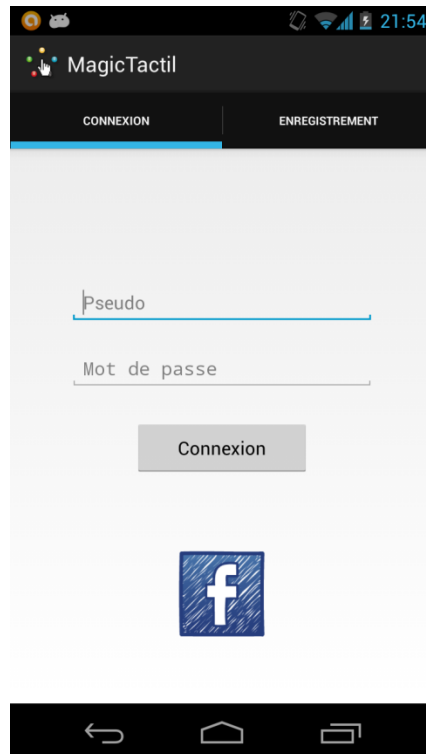 21:54
MagicTactil
CONNEXION
ENREGISTREMENT
Pseudo
Mot de passe
Connexion
f